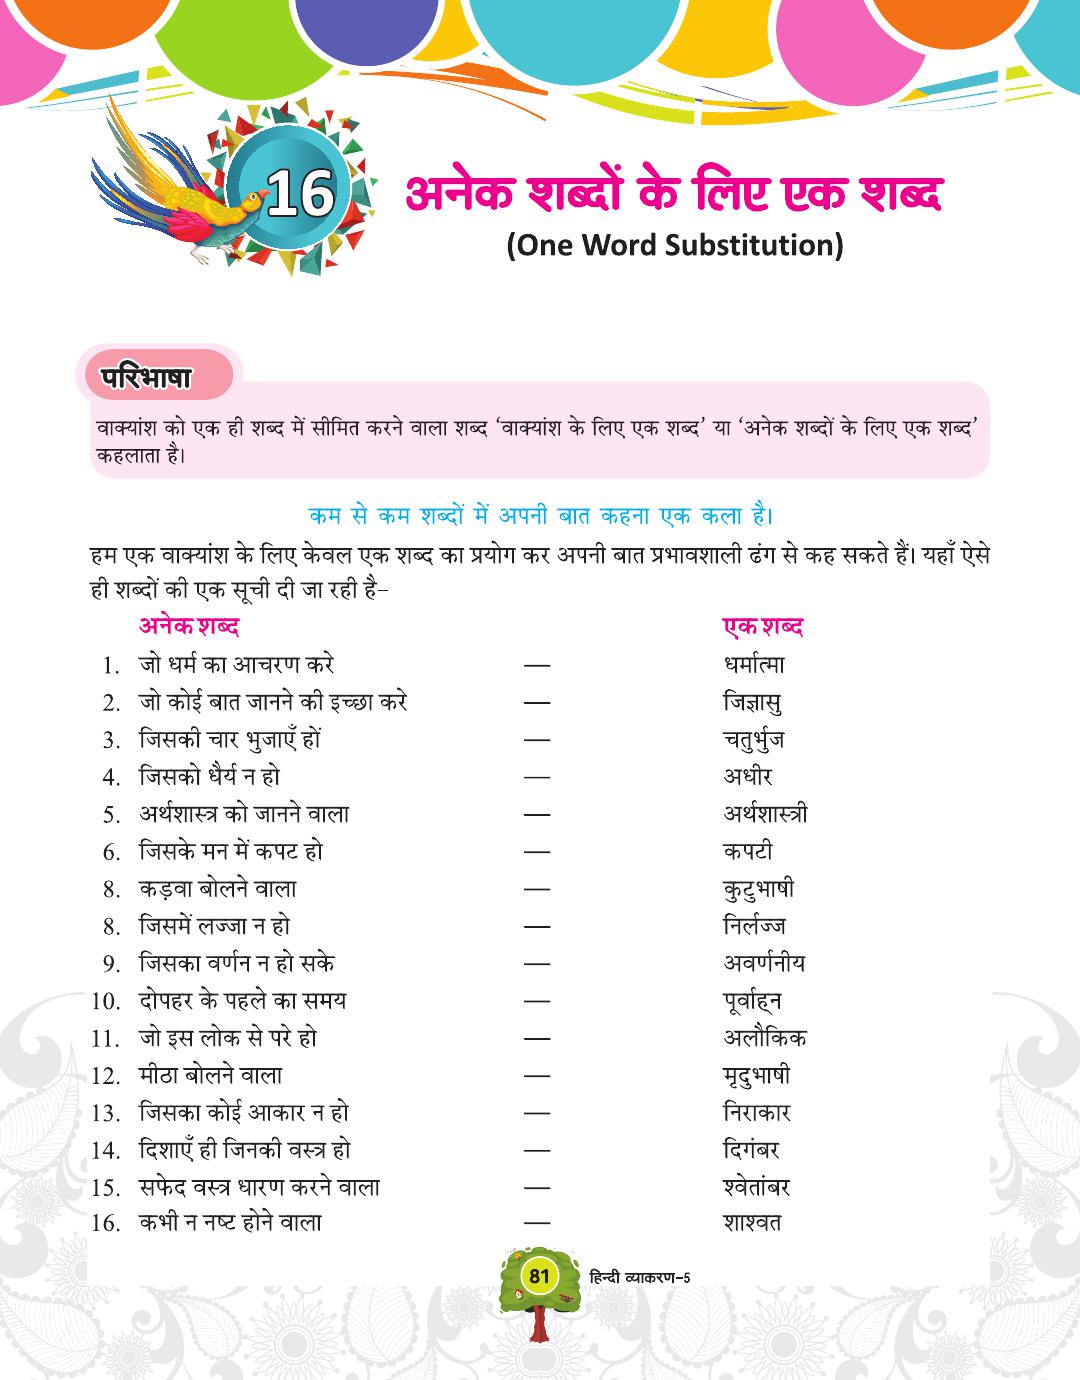 16
अनेक शब्दों के लिए एक शब्द
(One Word Substitution)
परिभाषा
वाक्यांश को एक ही शब्द में सीमित करने वाला शब्द ‘वाक्यांश के लिए एक शब्द’ या ‘अनेक शब्दों के लिए एक शब्द’
कहलाता है।
कम से कम शब्दों में अपनी बात कहना एक कला है।
हम एक वाक्यांश के लिए केवल एक शब्द का प्रयोग कर अपनी बात प्रभावशाली ढंग से कह सकते हैं। यहाँ ऐसे
ही शब्दों की एक सूची दी जा रही है–
अनेक शब्द एक शब्द
1. जो धर्म का आचरण करे — धर्मात्मा
2. जो कोई बात जानने की इच्छा करे — जिज्ञासु
3. जिसकी चार भुजाएँ हों — चतुर्भुज
4. जिसको धैर्य न हो — अधीर
5. अर्थशास्त्र को जानने वाला — अर्थशास्त्री
6. जिसके मन में कपट हो — कपटी
8. कड़वा बोलने वाला — कुटुभाषी
8. जिसमें लज्जा न हो — निर्लज्ज
9. जिसका वर्णन न हो सके — अवर्णनीय
10. दोपहर के पहले का समय — पूर्वाह्न
11. जो इस लोक से परे हो — अलौकिक
12. मीठा बोलने वाला — मृदुभाषी
13. जिसका कोई आकार न हो — निराकार
14. दिशाएँ ही जिनकी वस्त्र हो — दिगंबर
15. सफेद वस्त्र धारण करने वाला — श्वेतांबर
16. कभी न नष्ट होने वाला — शाश्वत
81 हिन्दी व्याकरण–5